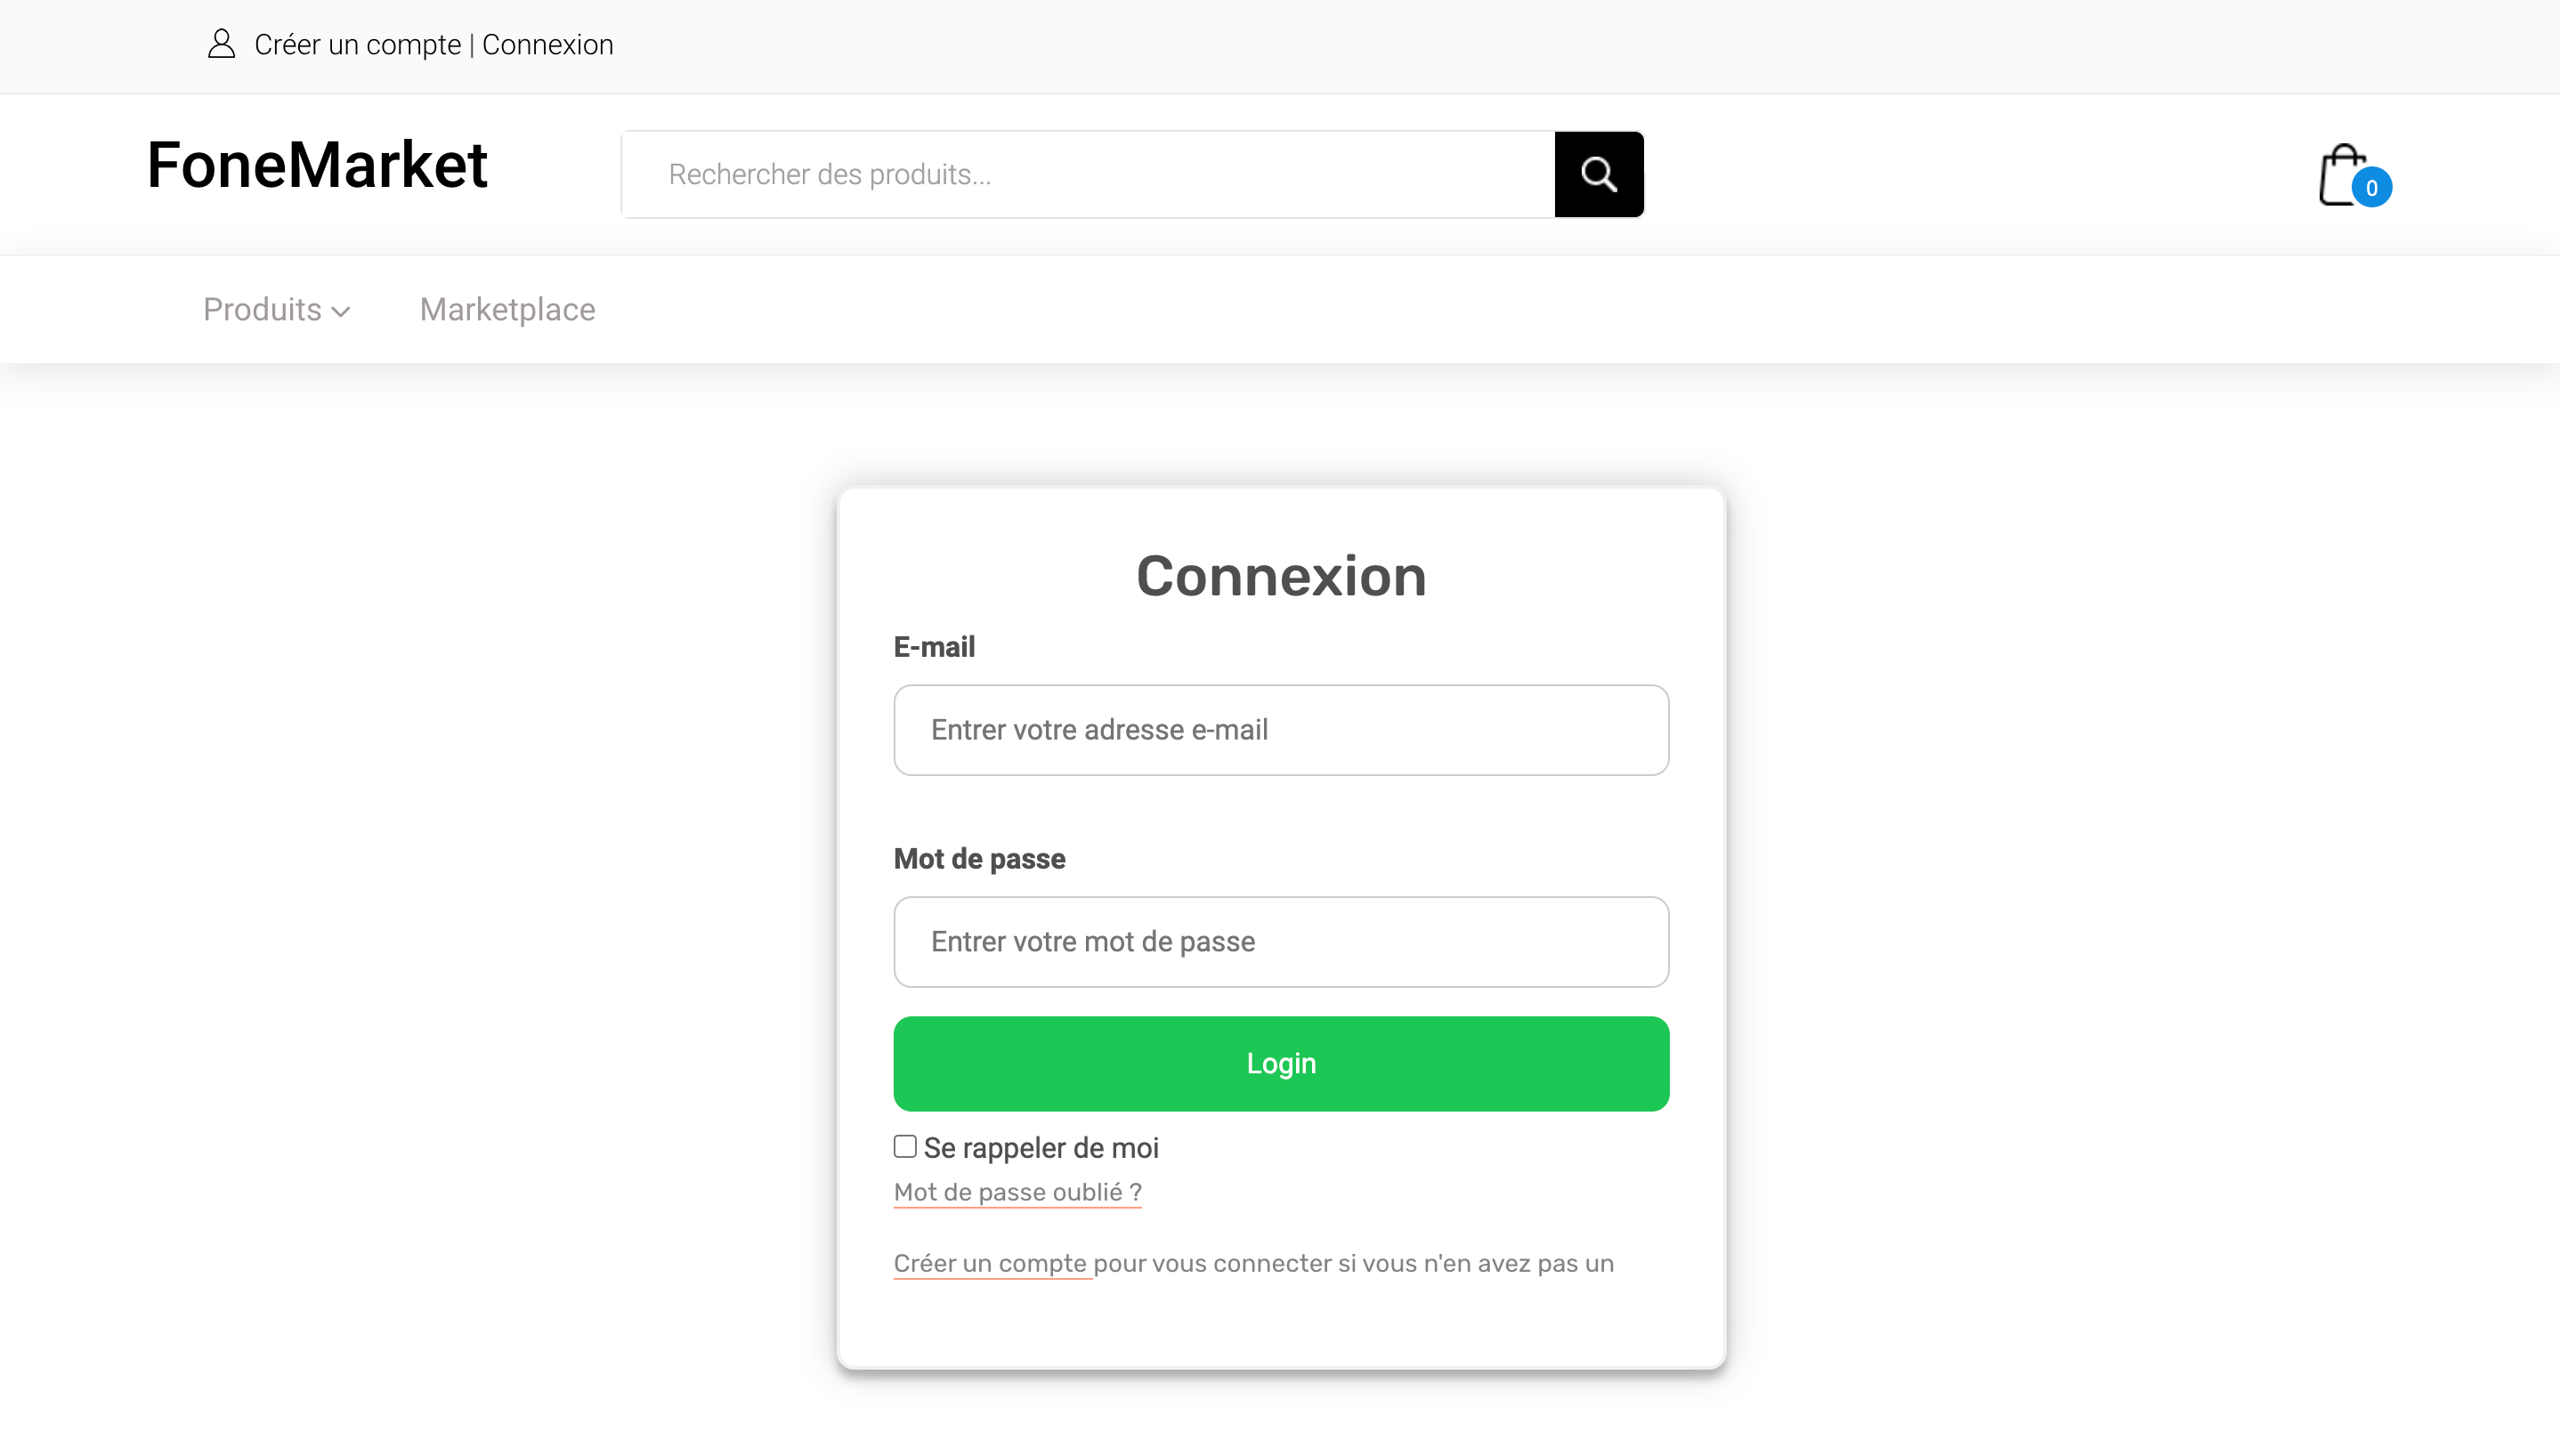 Créer un compte | Connexion
FoneMarket
Rechercher des produits...
0
Produits
Marketplace
Connexion
E-mail
Entrer votre adresse e-mail
Mot de passe
Entrer votre mot de passe
Login
Se rappeler de moi
Mot de passe oublié ?
Créer un compte pour vous connecter si vous n'en avez pas un